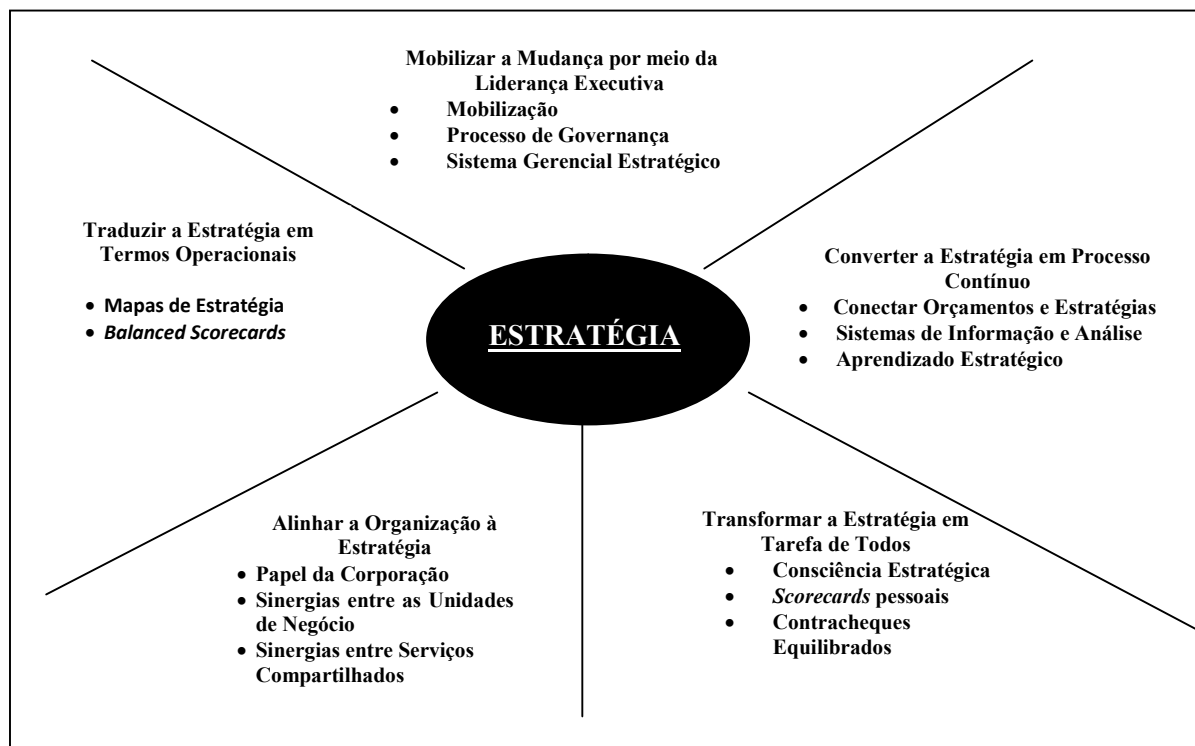 Mobilizar a Mudança por meio da
Liderança Executiva
• Mobilização
• Processo de Governança
• Sistema Gerencial Estratégico
Traduzir a Estratégia em
Termos Operacionais
• Mapas de Estratégia
• Balanced Scorecards
ESTRATÉGIA
Converter a Estratégia em Processo
Contínuo
• Conectar Orçamentos e Estratégias
• Sistemas de Informação e Análise
• Aprendizado Estratégico
Alinhar a Organização à
Estratégia
• Papel da Corporação
• Sinergias entre as Unidades
de Negócio
• Sinergias entre Serviços
Compartilhados
Transformar a Estratégia em
Tarefa de Todos
• Consciência Estratégica
• Scorecards pessoais
• Contracheques
Equilibrados